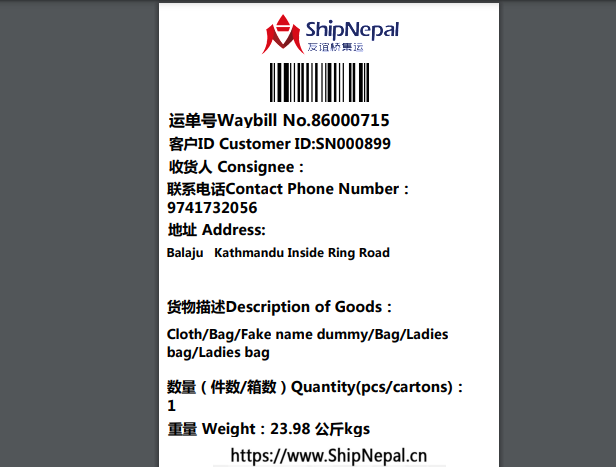 ShipNepal
友谊桥集运
运单号Waybill No.86000715
客户ID Customer ID:SN000899
收货人 Consignee：
联系电话Contact Phone Number：
9741732056
地址 Address:
Balaju   Kathmandu Inside Ring Road
货物描述Description of Goods：
Cloth/Bag/Fake name dummy/Bag/Ladies
bag/Ladies bag
数量（件数/箱数）Quantity(pcs/cartons)：
1
重量 Weight：23.98 公斤kgs
https://www.ShipNepal.cn